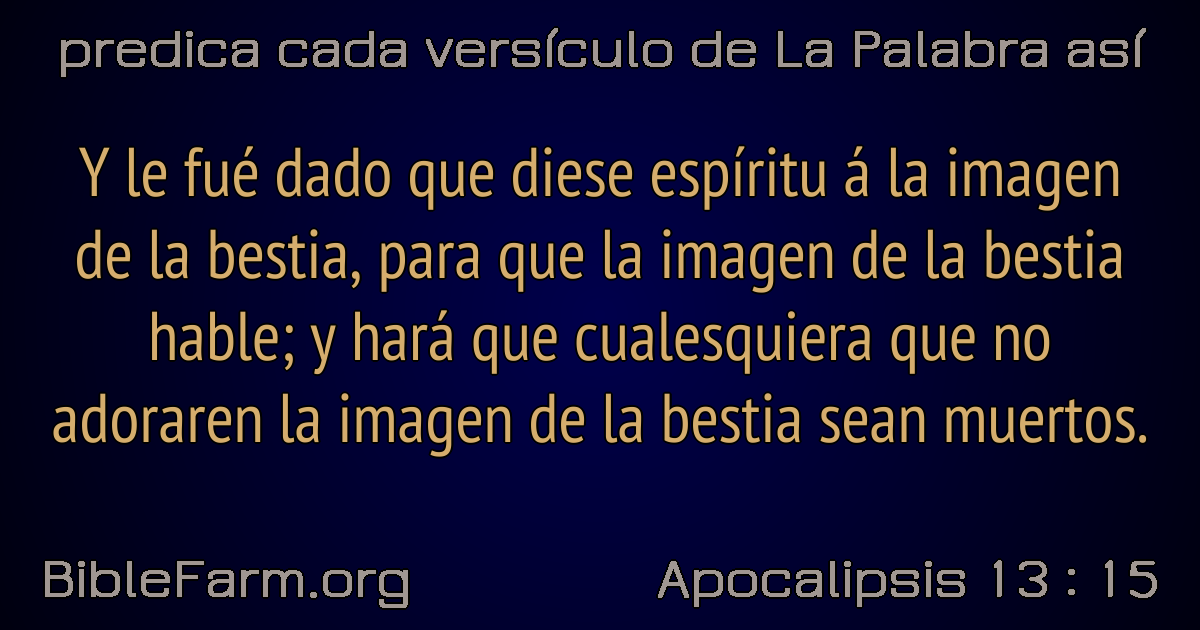 predica cada versículo de La Palabra así
Y le fué dado que diese espíritu á la imagen
de la bestia, para que la imagen de la bestia
hable; y hará que cualesquiera que no
adoraren la imagen de la bestia sean muertos.
BibleFarm.org
Apocalipsis 13 : 15